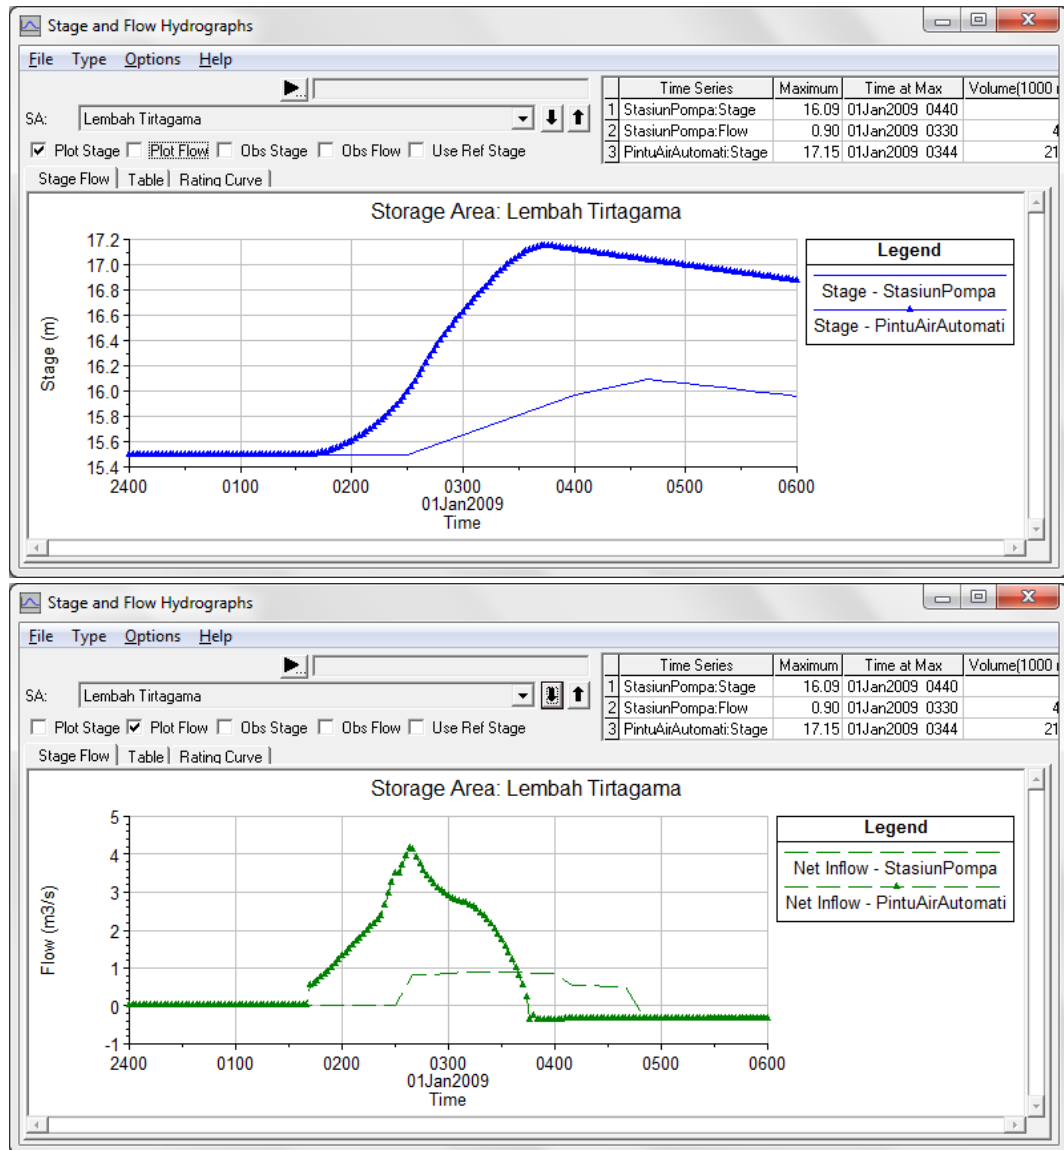 Stage and Flow Hydrographs
File Type Options Help
SA: Lembah Tirtagama
Plot Stage Plot Flow Obs Stage Obs Flow Use Ref Stage
Time Series Maximum Time at Max Volume(1000
1 StasiunPompa:Stage 16.09 01Jan2009 0440
2 StasiunPompa:Flow 0.90 01Jan2009 0330 4
3 PintuAirAutomati:Stage 17.15 01Jan2009 0344 21
Stage Flow Table Rating Curve
Storage Area: Lembah Tirtagama
Stage (m)
17.2
17.0
16.8
16.6
16.4
16.2
16.0
15.8
15.6
15.4
2400 0100 0200 0300 0400 0500 0600
01Jan2009
Time
Legend
Stage - StasiunPompa
Stage - PintuAirAutomati
Stage and Flow Hydrographs
File Type Options Help
SA: Lembah Tirtagama
Plot Stage Plot Flow Obs Stage Obs Flow Use Ref Stage
Time Series Maximum Time at Max Volume(1000
1 StasiunPompa:Stage 16.09 01Jan2009 0440
2 StasiunPompa:Flow 0.90 01Jan2009 0330 4
3 PintuAirAutomati:Stage 17.15 01Jan2009 0344 21
Stage Flow Table Rating Curve
Storage Area: Lembah Tirtagama
Flow (m3/s)
5
4
3
2
1
0
-1
2400 0100 0200 0300 0400 0500 0600
01Jan2009
Time
Legend
Net Inflow - StasiunPompa
Net Inflow - PintuAirAutomati